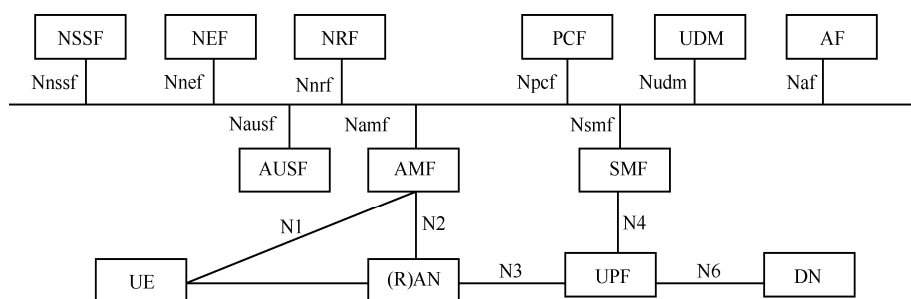 NSSF NEF NRF PCF UDM AF
Nnssf Nnef Nnrf Npcf Nudm Naf
Nausf Namf Nsmf
AUSF AMF SMF
N1 N2 N4
UE (R)AN N3 UPF N6 DN